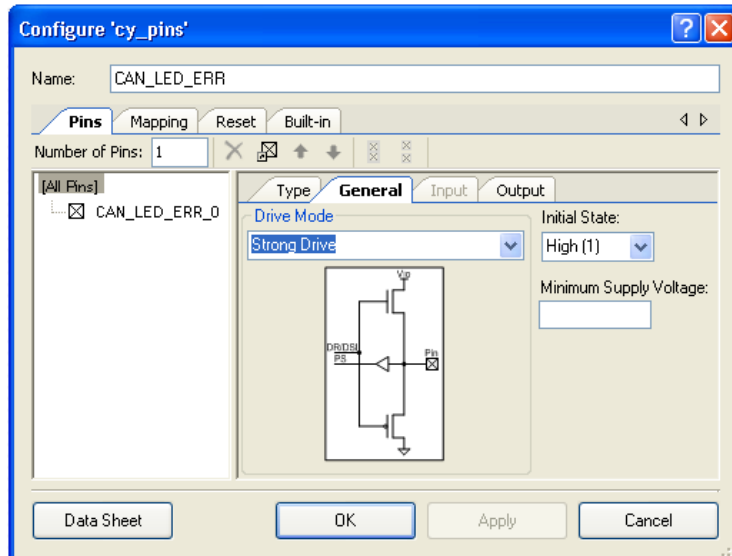 Configure 'cy_pins'
Name: CAN_LED_ERR
Pins Mapping Reset Built-in
Number of Pins: 1
[All Pins]
CAN_LED_ERR_0
Type General Input Output
Drive Mode
Strong Drive
Initial State:
High (1)
Minimum Supply Voltage:
Vio
DR/DSI
PS
Pin
Data Sheet OK Apply Cancel